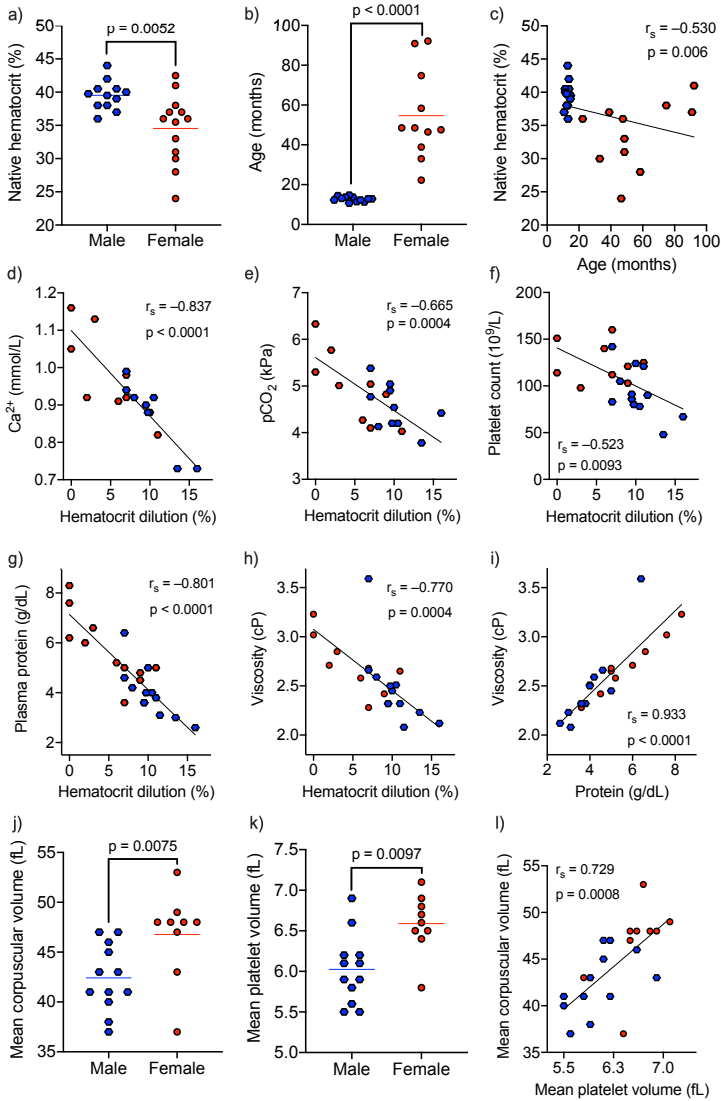 a)
p = 0.0052
Native hematocrit (%)
50
45
40
35
30
25
20
Male
Female
b)
p < 0.0001
Age (months)
100
80
60
40
20
0
Male
Female
c)
rs = –0.530
p = 0.006
Native hematocrit (%)
50
45
40
35
30
25
20
0 20 40 60 80 100
Age (months)
d)
rs = –0.837
p < 0.0001
Ca2+ (mmol/L)
1.2
1.1
1.0
0.9
0.8
0.7
0 5 10 15
Hematocrit dilution (%)
e)
rs = –0.665
p = 0.0004
pCO2 (kPa)
7
6
5
4
3
0 5 10 15
Hematocrit dilution (%)
f)
rs = –0.523
p = 0.0093
Platelet count (10⁹/L)
200
150
100
50
0
0 5 10 15
Hematocrit dilution (%)
g)
rs = –0.801
p < 0.0001
Plasma protein (g/dL)
8
6
4
2
0 5 10 15
Hematocrit dilution (%)
h)
rs = –0.770
p = 0.0004
Viscosity (cP)
3.5
3.0
2.5
2.0
0 5 10 15
Hematocrit dilution (%)
i)
rs = 0.933
p < 0.0001
Viscosity (cP)
3.5
3.0
2.5
2.0
2 4 6 8
Protein (g/dL)
j)
p = 0.0075
Mean corpuscular volume (fL)
55
50
45
40
35
Male
Female
k)
p = 0.0097
Mean platelet volume (fL)
7.5
7.0
6.5
6.0
5.5
5.0
Male
Female
l)
rs = 0.729
p = 0.0008
Mean corpuscular volume (fL)
55
50
45
40
35
5.5 6.3 7.0
Mean platelet volume (fL)